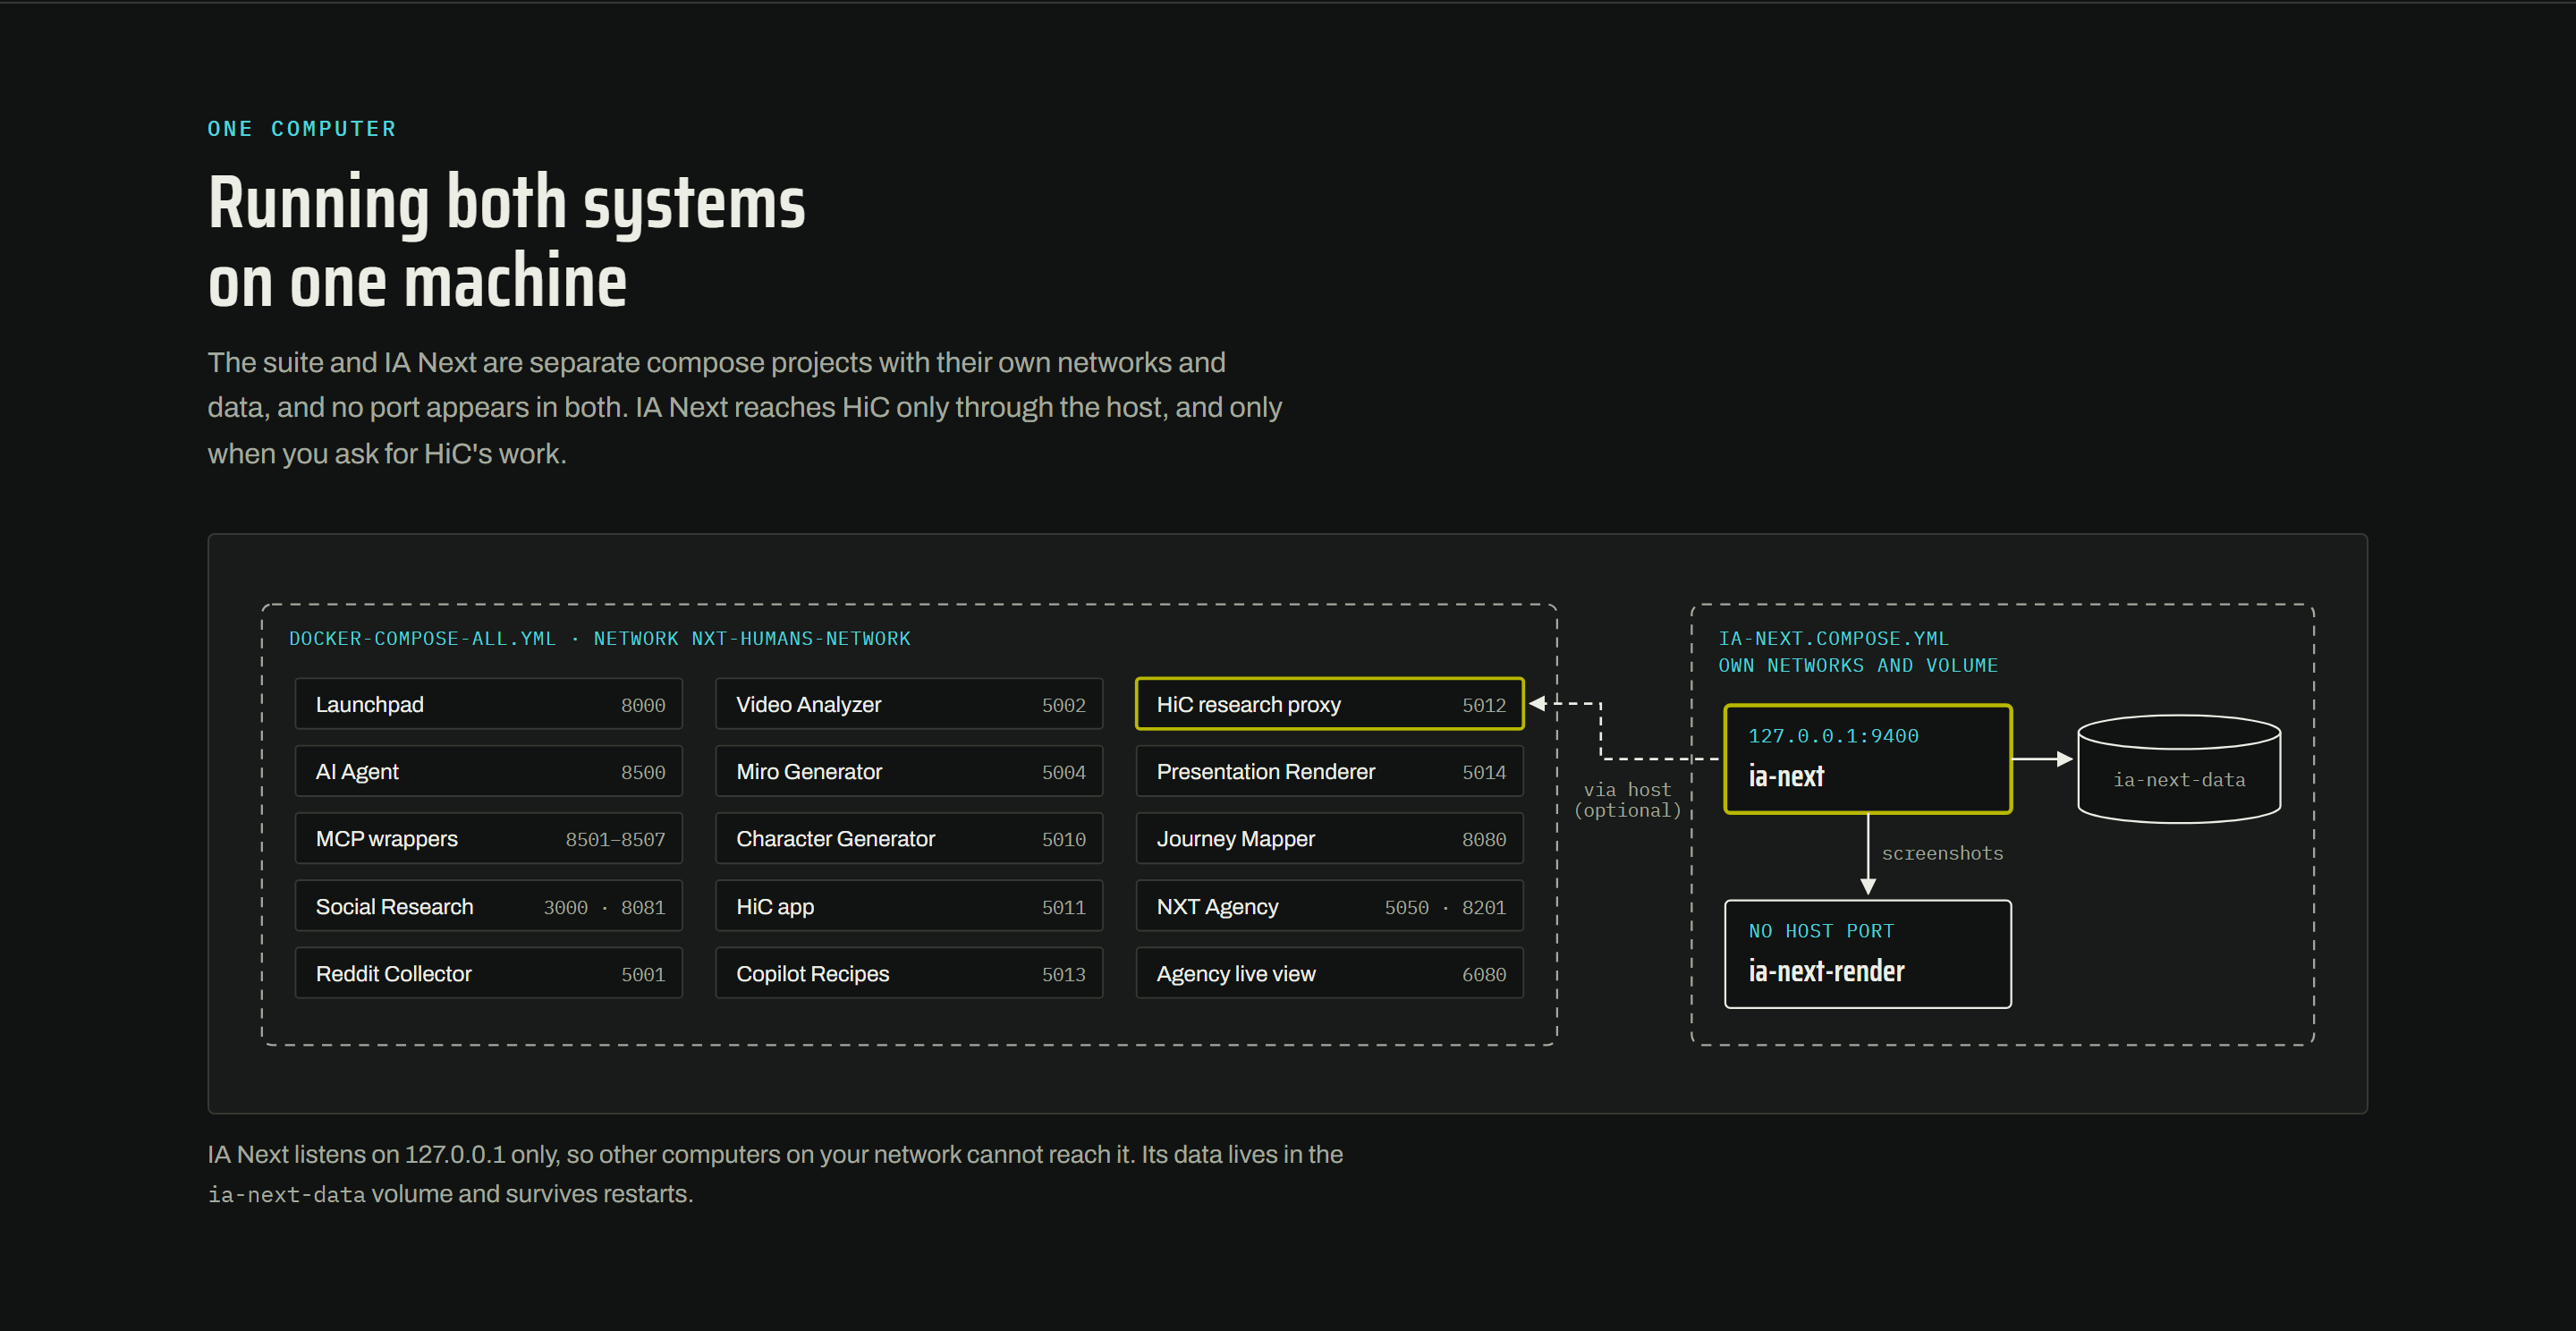 ONE COMPUTER
Running both systems
on one machine
The suite and IA Next are separate compose projects with their own networks and
data, and no port appears in both. IA Next reaches HiC only through the host, and only
when you ask for HiC's work.
DOCKER-COMPOSE-ALL.YML · NETWORK NXT-HUMANS-NETWORK
Launchpad 8000
Video Analyzer 5002
HiC research proxy 5012
AI Agent 8500
Miro Generator 5004
Presentation Renderer 5014
MCP wrappers 8501–8507
Character Generator 5010
Journey Mapper 8080
Social Research 3000 · 8081
HiC app 5011
NXT Agency 5050 · 8201
Reddit Collector 5001
Copilot Recipes 5013
Agency live view 6080
via host
(optional)
IA-NEXT.COMPOSE.YML
OWN NETWORKS AND VOLUME
127.0.0.1:9400
ia-next
ia-next-data
screenshots
NO HOST PORT
ia-next-render
IA Next listens on 127.0.0.1 only, so other computers on your network cannot reach it. Its data lives in the
ia-next-data volume and survives restarts.